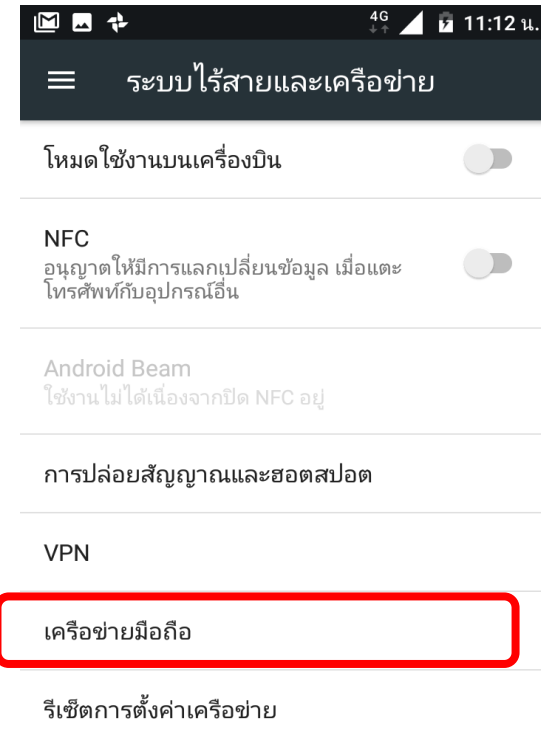 4G 11:12 น.
ระบบไร้สายและเครือข่าย
โหมดใช้งานบนเครื่องบิน
NFC
อนุญาตให้มีการแลกเปลี่ยนข้อมูล เมื่อแตะ
โทรศัพท์กับอุปกรณ์อื่น
Android Beam
ใช้งานไม่ได้เนื่องจากปิด NFC อยู่
การปล่อยสัญญาณและฮอตสปอต
VPN
เครือข่ายมือถือ
รีเซ็ตการตั้งค่าเครือข่าย